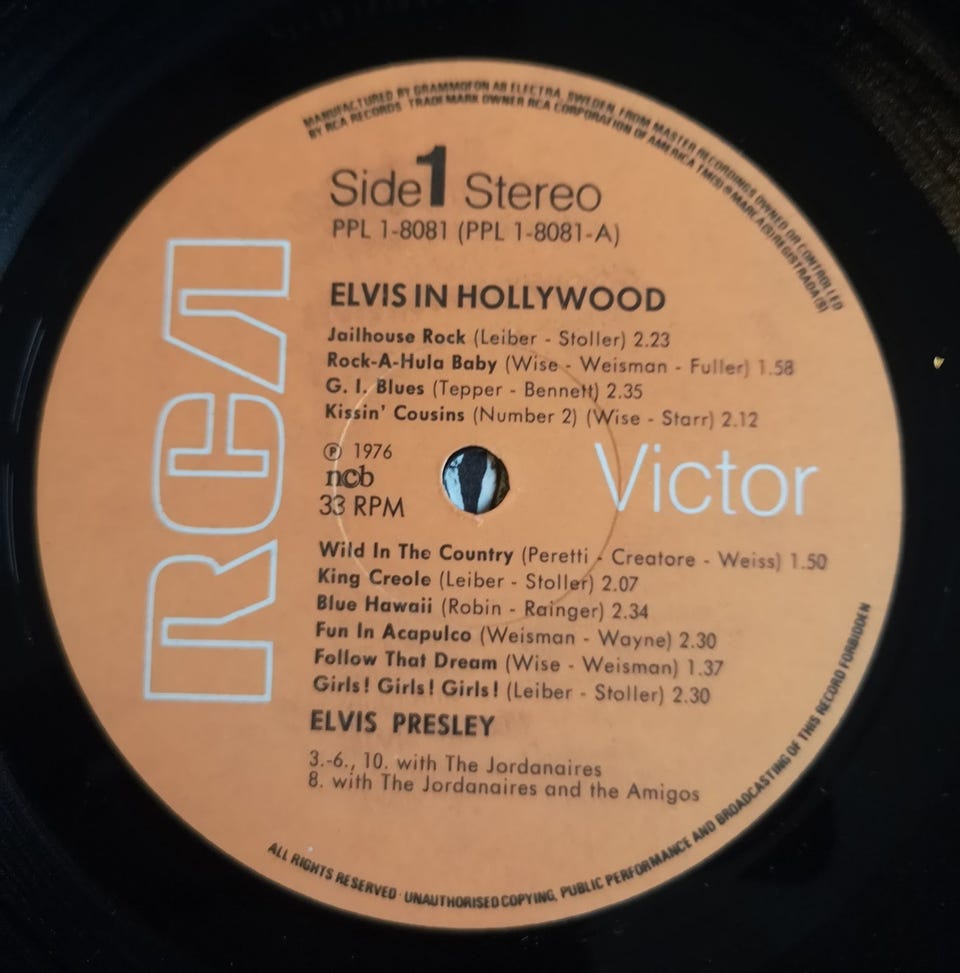 MANUFACTURED BY GRAMMOFON AB ELECTRA, SWEDEN, FROM MASTER RECORDINGS OWNED OR CONTROLLED
BY RCA RECORDS TRADEMARK OWNER RCA CORPORATION OF AMERICA TM(S) ® MARCA(S) REGISTRADA(S)
Side 1 Stereo
PPL 1-8081 (PPL 1-8081-A)
ELVIS IN HOLLYWOOD
Jailhouse Rock (Leiber - Stoller) 2.23
Rock-A-Hula Baby (Wise - Weisman - Fuller) 1.58
G. I. Blues (Tepper - Bennett) 2.35
Kissin' Cousins (Number 2) (Wise - Starr) 2.12
℗ 1976
ncb
33 RPM
RCA
Victor
Wild In The Country (Peretti - Creatore - Weiss) 1.50
King Creole (Leiber - Stoller) 2.07
Blue Hawaii (Robin - Rainger) 2.34
Fun In Acapulco (Weisman - Wayne) 2.30
Follow That Dream (Wise - Weisman) 1.37
Girls! Girls! Girls! (Leiber - Stoller) 2.30
ELVIS PRESLEY
3.-6., 10. with The Jordanaires
8. with The Jordanaires and the Amigos
ALL RIGHTS RESERVED · UNAUTHORISED COPYING, PUBLIC PERFORMANCE AND BROADCASTING OF THIS RECORD FORBIDDEN